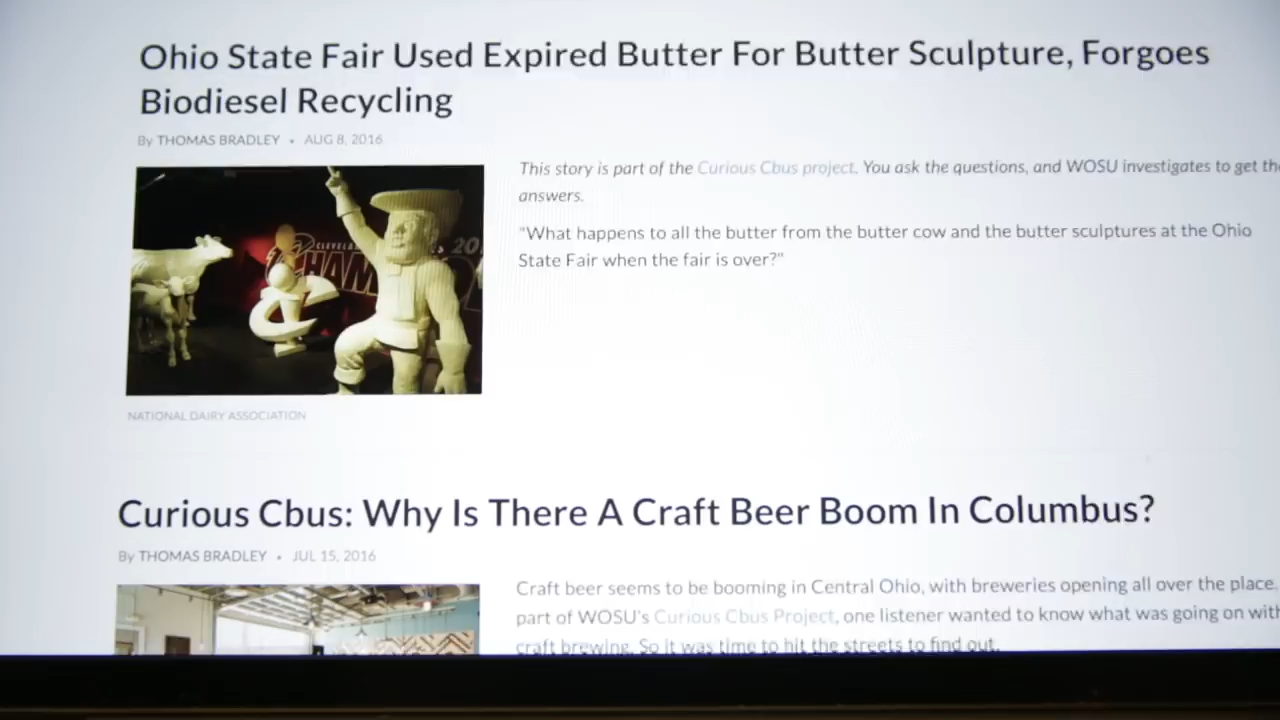 Ohio State Fair Used Expired Butter For Butter Sculpture, Forgoes
Biodiesel Recycling
By THOMAS BRADLEY • AUG 8, 2016
This story is part of the Curious Cbus project. You ask the questions, and WOSU investigates to get
answers.
"What happens to all the butter from the butter cow and the butter sculptures at the Ohio
State Fair when the fair is over?"
CLEVELAND
20
CHAM
NATIONAL DAIRY ASSOCIATION
Curious Cbus: Why Is There A Craft Beer Boom In Columbus?
By THOMAS BRADLEY • JUL 15, 2016
Craft beer seems to be booming in Central Ohio, with breweries opening all over the place.
part of WOSU's Curious Cbus Project, one listener wanted to know what was going on with
craft brewing. So it was time to hit the streets to find out.